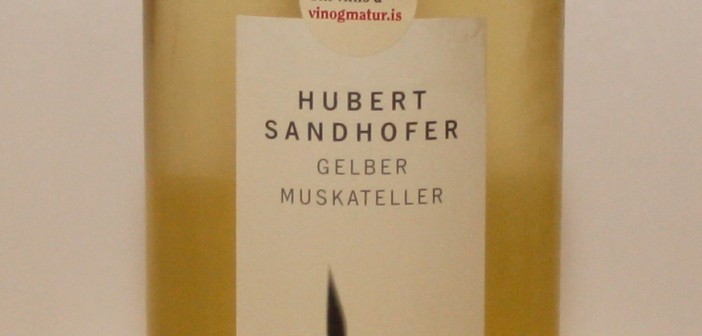 vinogmatur.is
HUBERT
SANDHOFER
GELBER
MUSKATELLER